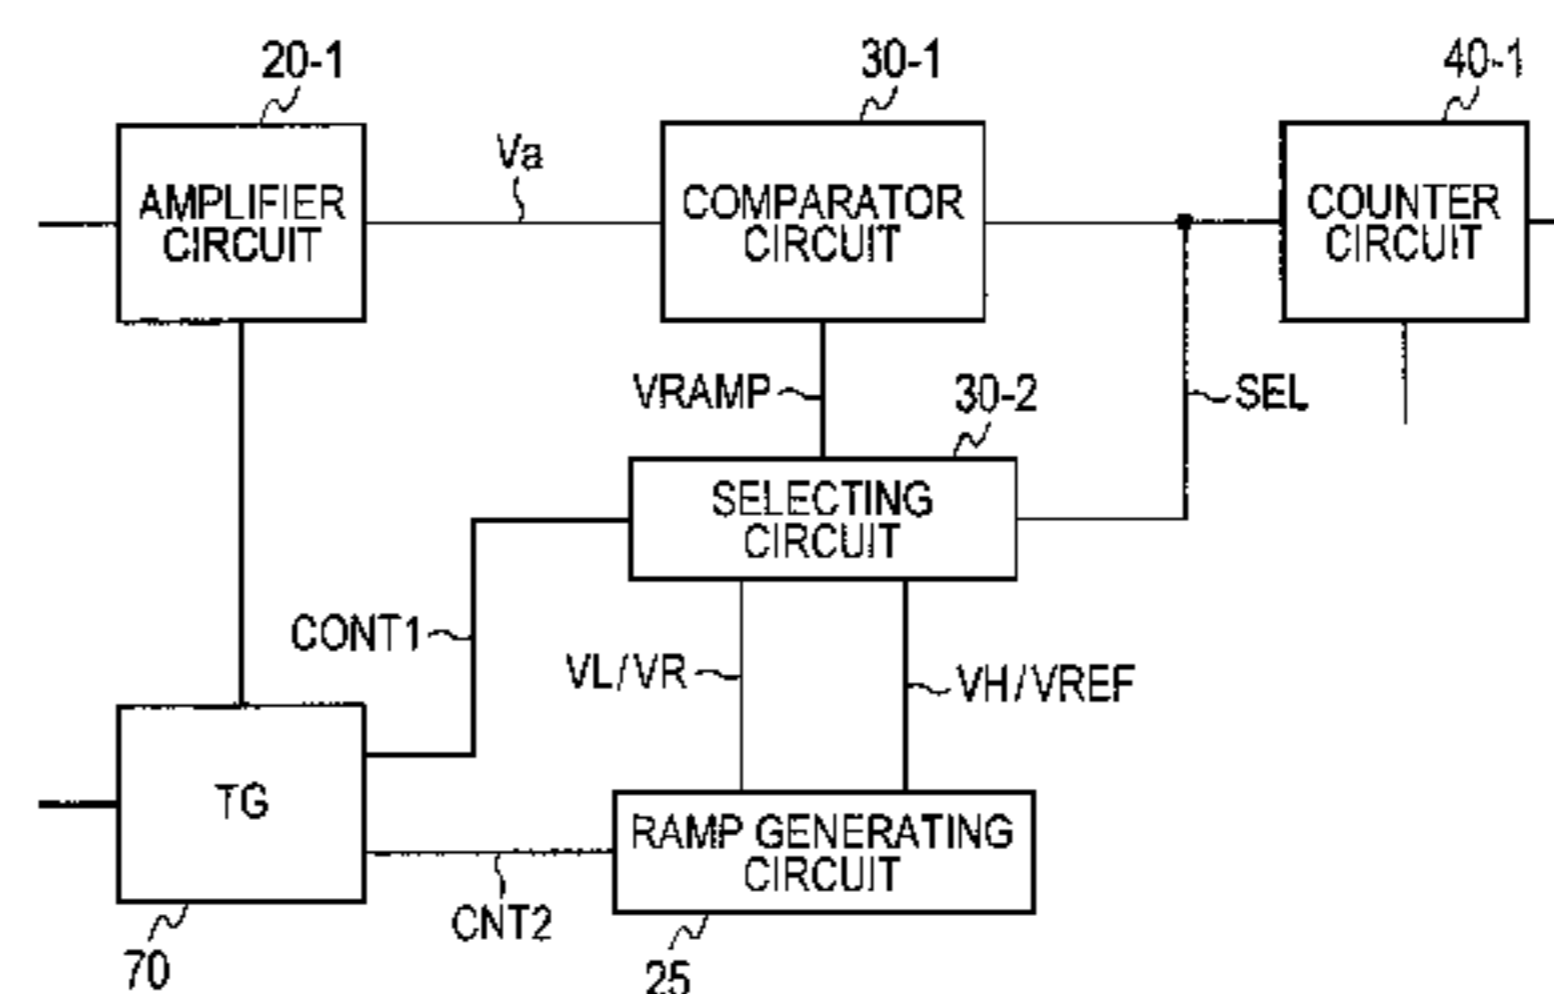 20-1
30-1
40-1
Va
AMPLIFIER
CIRCUIT
COMPARATOR
CIRCUIT
COUNTER
CIRCUIT
VRAMP
30-2
SEL
SELECTING
CIRCUIT
CONT1
VL/VR
VH/VREF
TG
RAMP GENERATING
CIRCUIT
CNT2
70
25